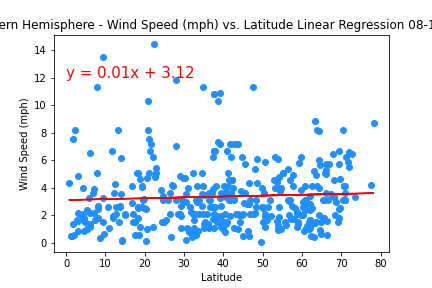 ern Hemisphere - Wind Speed (mph) vs. Latitude Linear Regression 08-1
y = 0.01x + 3.12
Wind Speed (mph)
14
12
10
8
6
4
2
0
0 10 20 30 40 50 60 70 80
Latitude